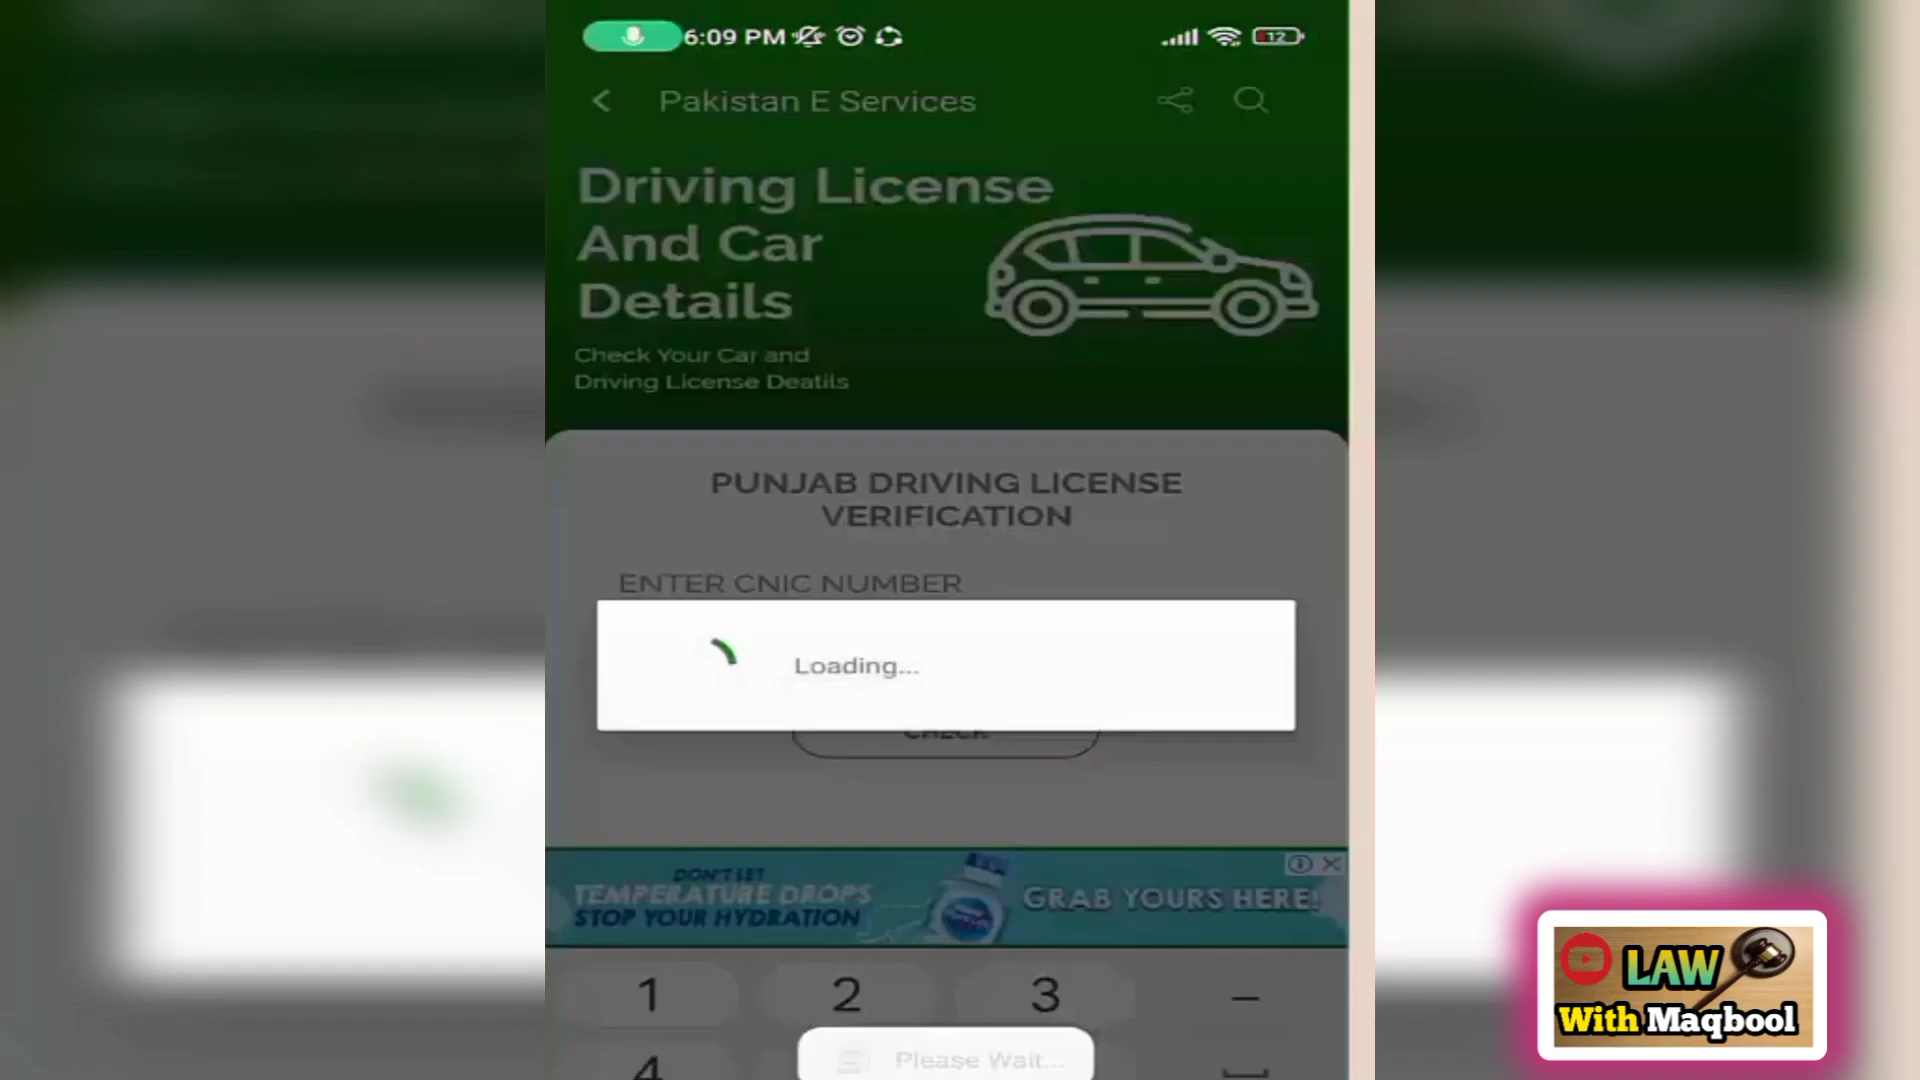 6:09 PM
12
Pakistan E Services
Driving License
And Car
Details
Check Your Car and
Driving License Deatils
PUNJAB DRIVING LICENSE
VERIFICATION
ENTER CNIC NUMBER
Loading...
CHECK
DON'T LET
TEMPERATURE DROPS
STOP YOUR HYDRATION
GRAB YOURS HERE!
1 2 3 –
4
Please Wait...
LAW
With Maqbool